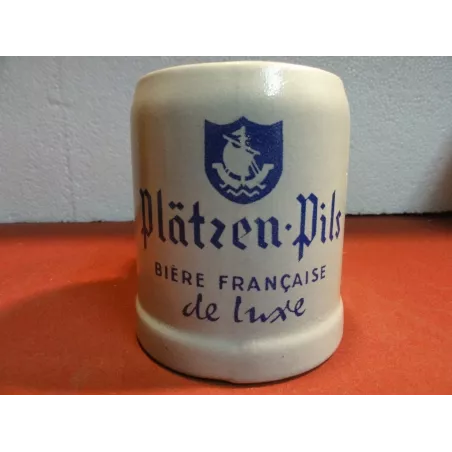 Plätzen·Pils
BIÈRE FRANÇAISE
de luxe